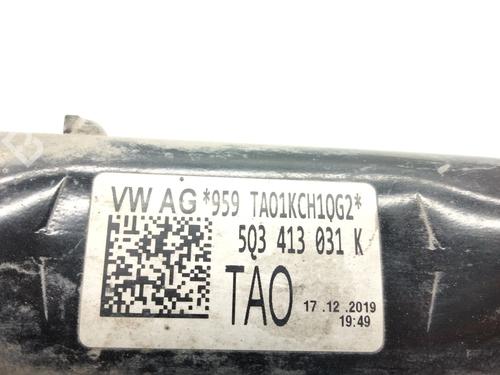 VW AG *959 TAO1KCH1QG2*
5Q3 413 031 K
TAO
17 .12 .2019
19:49